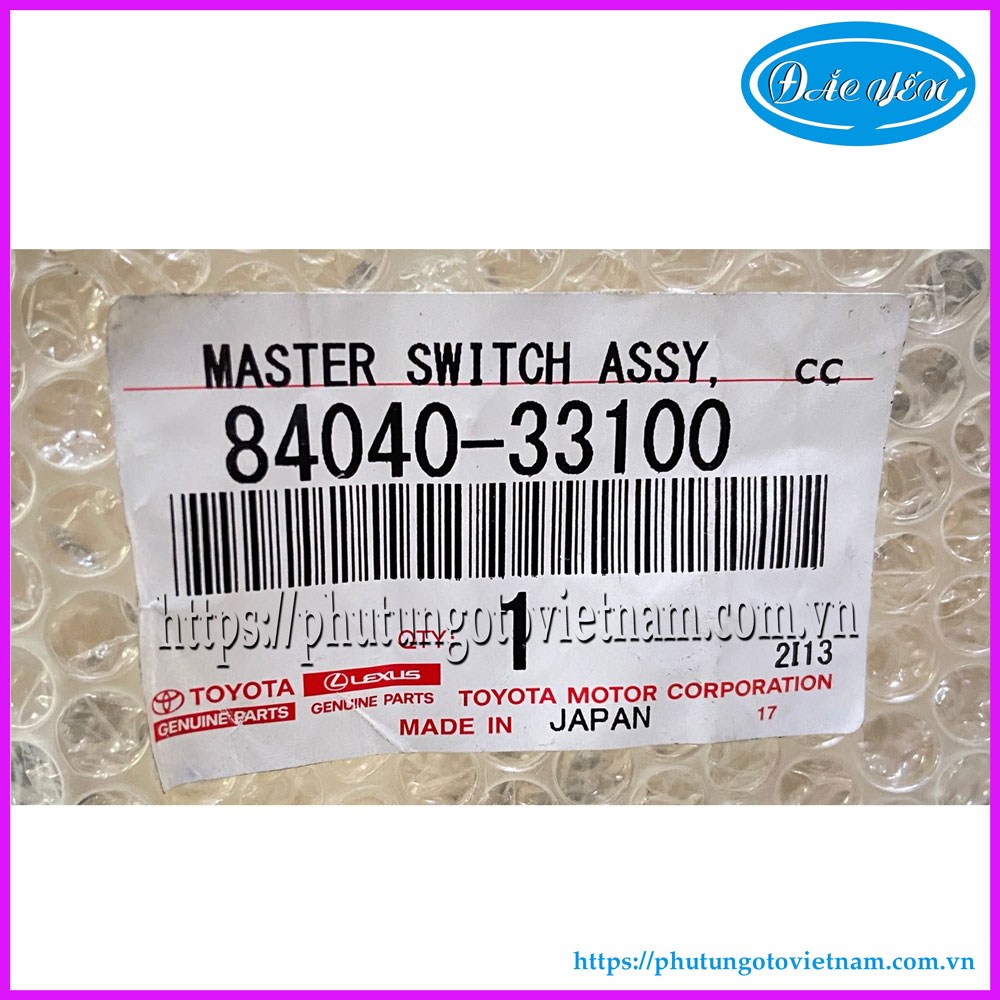 ĐẮC YẾN
MASTER SWITCH ASSY, CC
84040-33100
https://phutungotovietnam.com.vn
QTY: 1
2I13
TOYOTA
GENUINE PARTS
LEXUS
GENUINE PARTS
TOYOTA MOTOR CORPORATION
MADE IN JAPAN
17
https://phutungotovietnam.com.vn